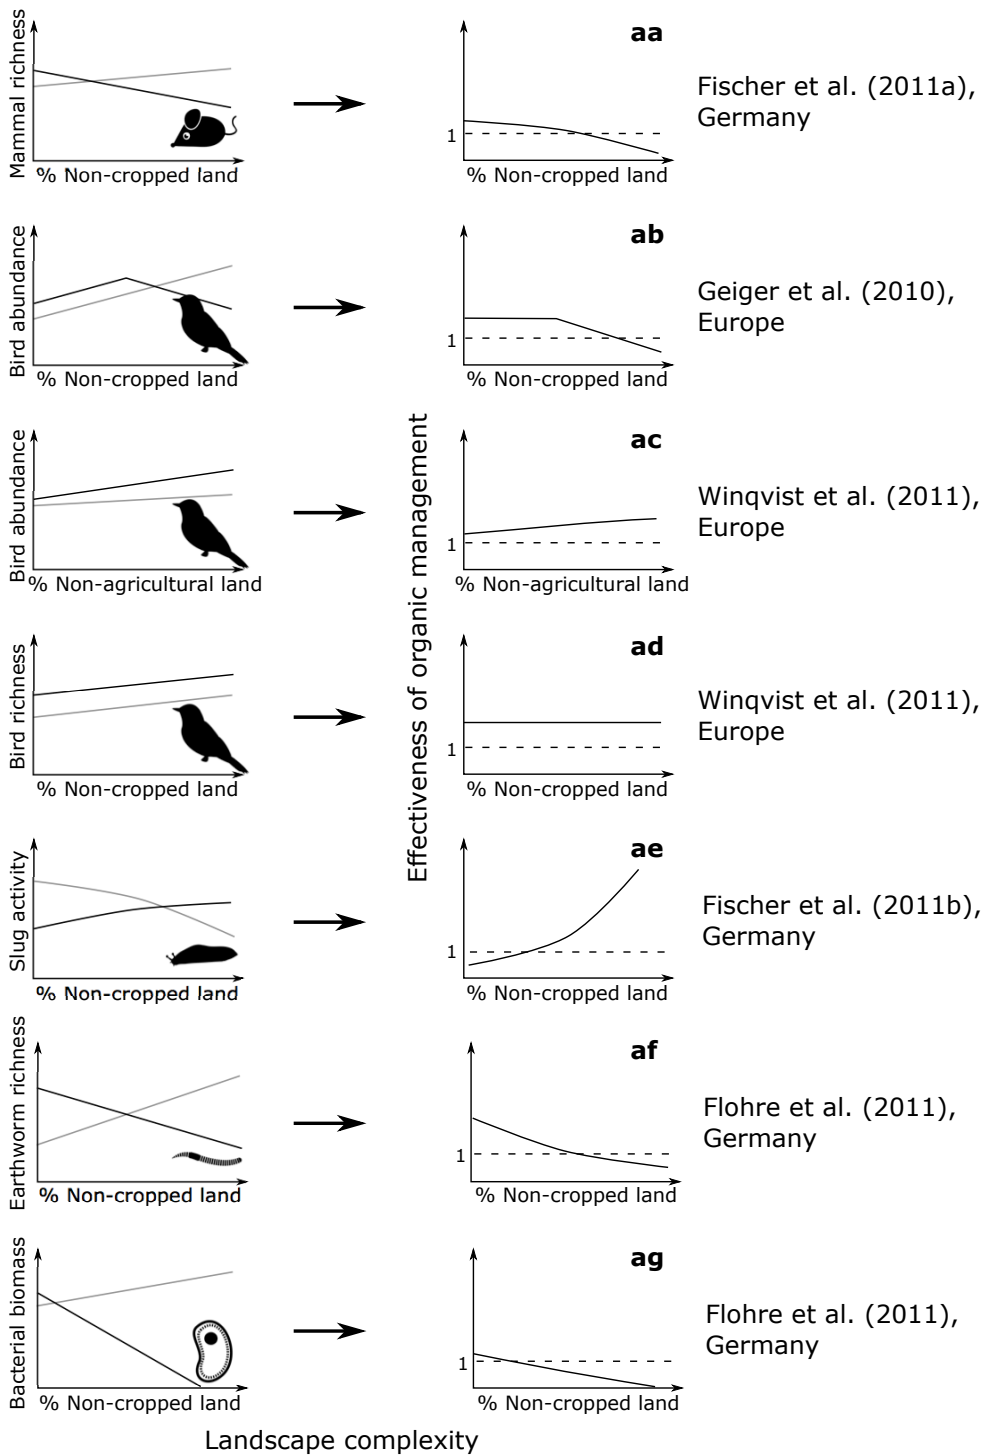 Mammal richness
% Non-cropped land
aa
1
% Non-cropped land
Fischer et al. (2011a),
Germany
Bird abundance
% Non-cropped land
ab
1
% Non-cropped land
Geiger et al. (2010),
Europe
Bird abundance
% Non-agricultural land
Effectiveness of organic management
ac
1
% Non-agricultural land
Winqvist et al. (2011),
Europe
Bird richness
% Non-cropped land
ad
1
% Non-cropped land
Winqvist et al. (2011),
Europe
Slug activity
% Non-cropped land
ae
1
% Non-cropped land
Fischer et al. (2011b),
Germany
Earthworm richness
% Non-cropped land
af
1
% Non-cropped land
Flohre et al. (2011),
Germany
Bacterial biomass
% Non-cropped land
ag
1
% Non-cropped land
Flohre et al. (2011),
Germany
Landscape complexity